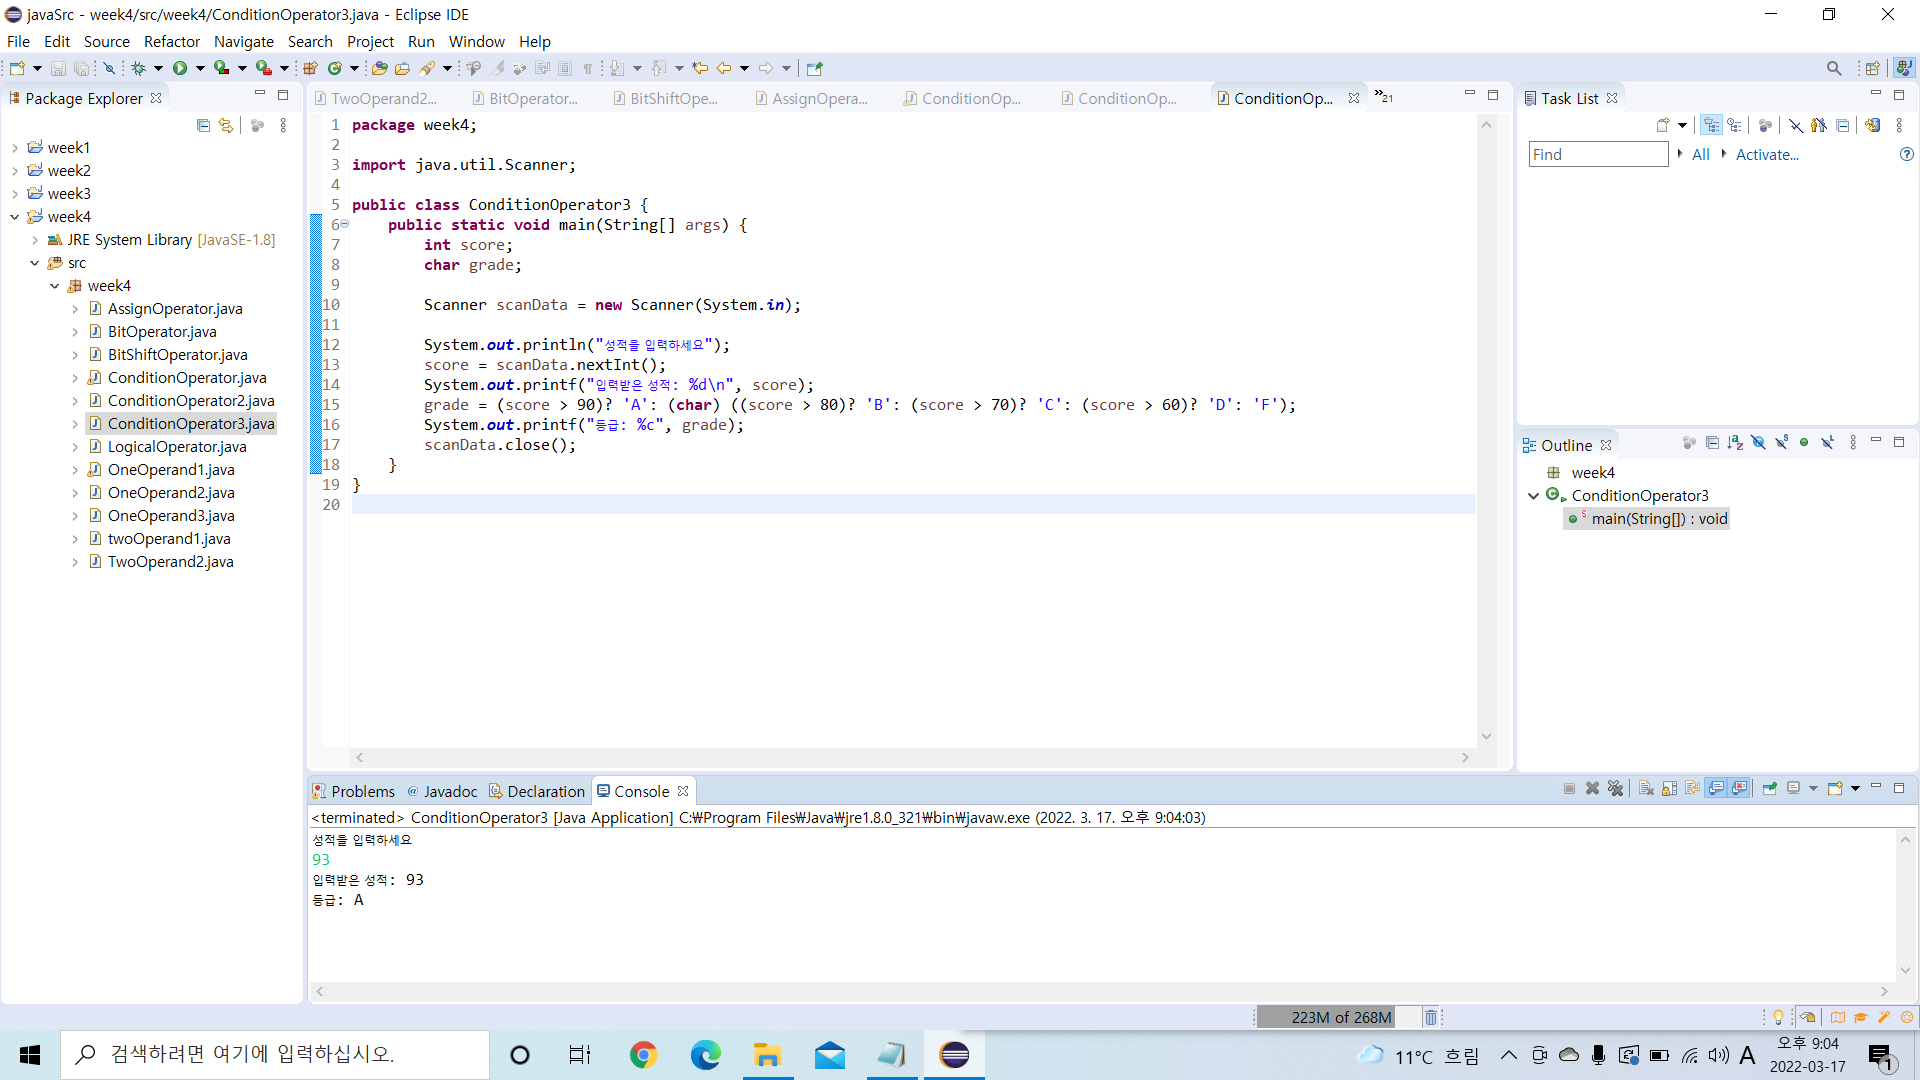 javaSrc - week4/src/week4/ConditionOperator3.java - Eclipse IDE
File Edit Source Refactor Navigate Search Project Run Window Help
Package Explorer
week1
week2
week3
week4
JRE System Library [JavaSE-1.8]
src
week4
AssignOperator.java
BitOperator.java
BitShiftOperator.java
ConditionOperator.java
ConditionOperator2.java
ConditionOperator3.java
LogicalOperator.java
OneOperand1.java
OneOperand2.java
OneOperand3.java
twoOperand1.java
TwoOperand2.java
TwoOperand2... BitOperator... BitShiftOpe... AssignOpera... ConditionOp... ConditionOp... ConditionOp... »21
1 package week4;
2
3 import java.util.Scanner;
4
5 public class ConditionOperator3 {
6 public static void main(String[] args) {
7 int score;
8 char grade;
9
10 Scanner scanData = new Scanner(System.in);
11
12 System.out.println("성적을 입력하세요");
13 score = scanData.nextInt();
14 System.out.printf("입력받은 성적: %d\n", score);
15 grade = (score > 90)? 'A': (char) ((score > 80)? 'B': (score > 70)? 'C': (score > 60)? 'D': 'F');
16 System.out.printf("등급: %c", grade);
17 scanData.close();
18 }
19 }
20
Task List
Find All Activate...
Outline
week4
ConditionOperator3
main(String[]) : void
Problems @ Javadoc Declaration Console
<terminated> ConditionOperator3 [Java Application] C:₩Program Files₩Java₩jre1.8.0_321₩bin₩javaw.exe (2022. 3. 17. 오후 9:04:03)
성적을 입력하세요
93
입력받은 성적: 93
등급: A
223M of 268M
검색하려면 여기에 입력하십시오.
11°C 흐림
A
오후 9:04
2022-03-17
1